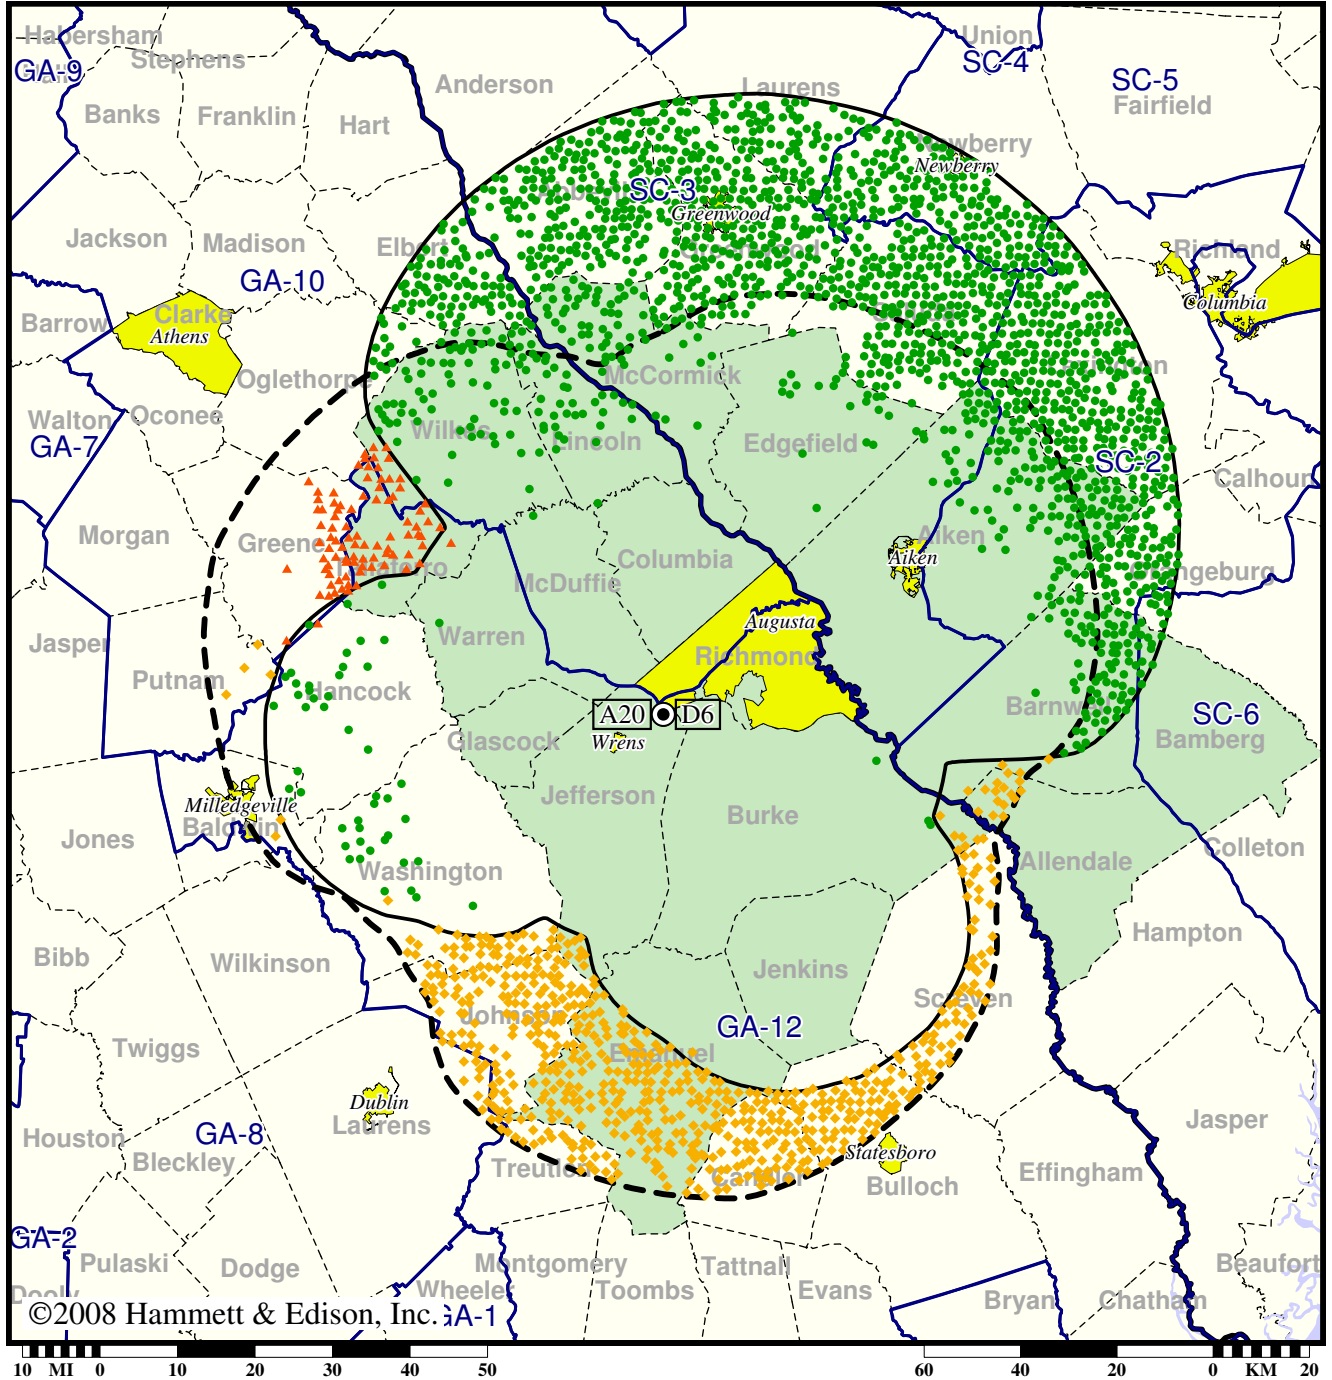 Habersham
Stephens
GA-9
Union
SC-4
Anderson
Laurens
SC-5
Fairfield
Banks
Franklin
Hart
Newberry
Newberry
SC-3
Greenwood
Greenwood
Jackson
Madison
Elbert
Richland
GA-10
Columbia
Barrow
Clarke
Athens
Oglethorpe
McCormick
Walton
Oconee
GA-7
Wilkes
Lincoln
Edgefield
SC-2
Calhoun
Morgan
Greene
Aiken
Aiken
Columbia
Taliaferro
McDuffie
Orangeburg
Jasper
Warren
Augusta
Richmond
Putnam
Hancock
Barnwell
SC-6
Bamberg
A20
D6
Wrens
Glascock
Jefferson
Burke
Milledgeville
Baldwin
Jones
Washington
Allendale
Colleton
Bibb
Wilkinson
Hampton
Jenkins
Screven
Johnson
GA-12
Twiggs
Emanuel
Dublin
Laurens
Jasper
Houston
GA-8
Bleckley
Treutlen
Candler
Statesboro
Bulloch
Effingham
GA-2
Pulaski
Dodge
Montgomery
Tattnall
Beaufort
Dooly
Wheeler
Toombs
Evans
Bryan
Chatham
©2008 Hammett & Edison, Inc.
GA-1
10 MI 0 10 20 30 40 50
60 40 20 0 KM 20